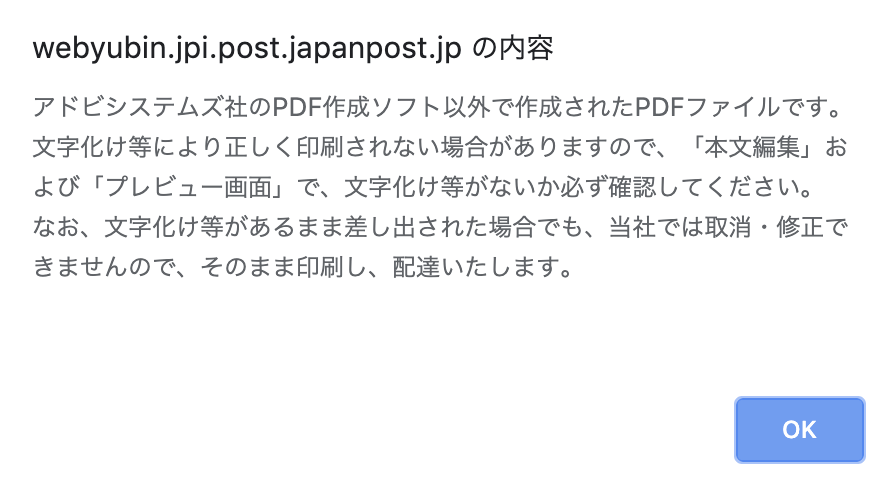 webyubin.jpi.post.japanpost.jp の内容
アドビシステムズ社のPDF作成ソフト以外で作成されたPDFファイルです。
文字化け等により正しく印刷されない場合がありますので、「本文編集」お
よび「プレビュー画面」で、文字化け等がないか必ず確認してください。
なお、文字化け等があるまま差し出された場合でも、当社では取消・修正で
きませんので、そのまま印刷し、配達いたします。
OK